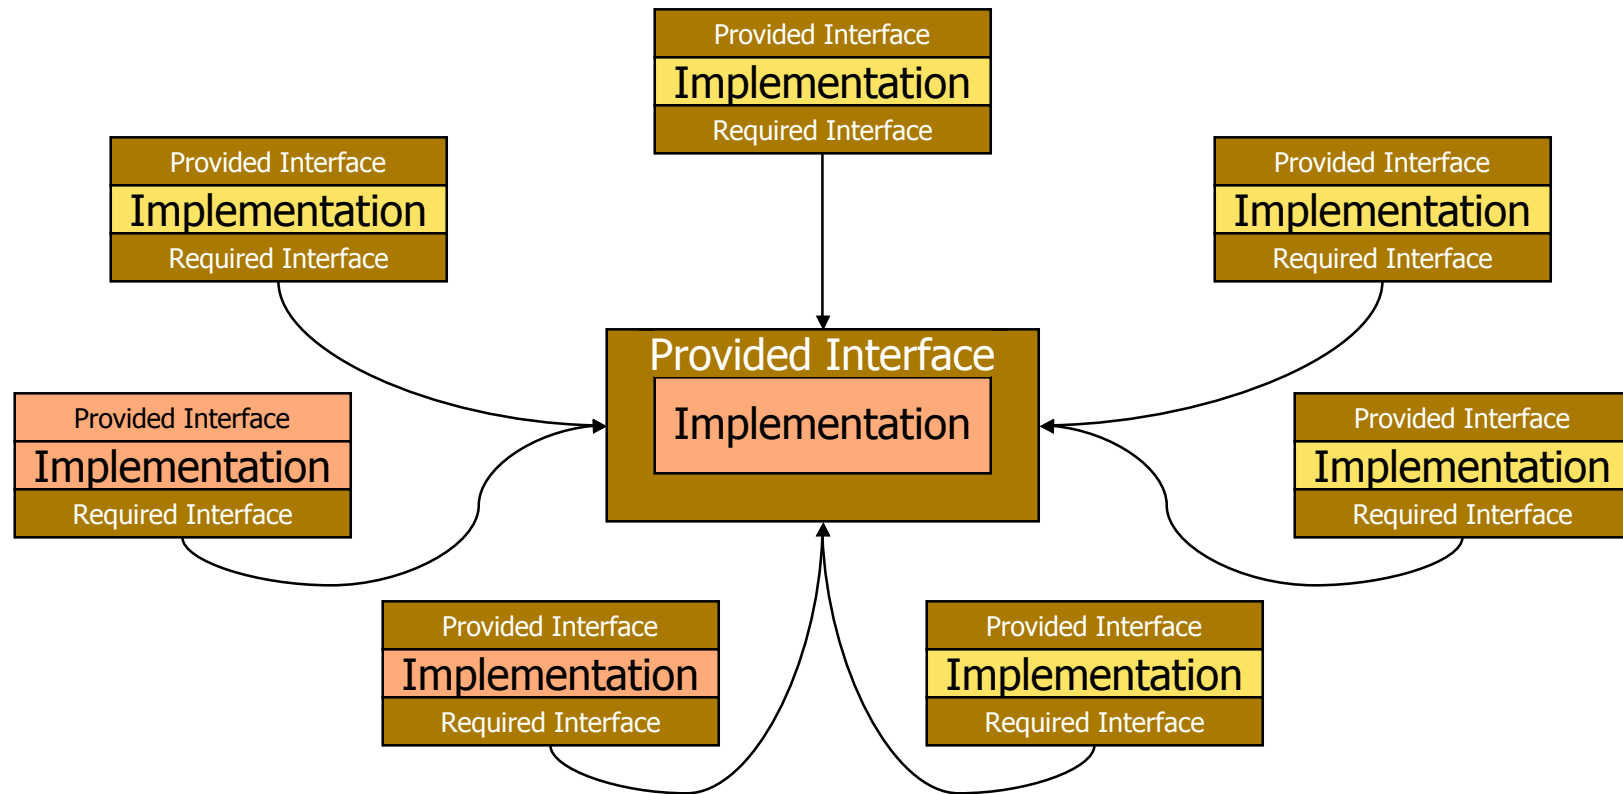 Provided Interface
Implementation
Required Interface
Provided Interface
Implementation
Required Interface
Provided Interface
Implementation
Required Interface
Provided Interface
Implementation
Provided Interface
Implementation
Required Interface
Provided Interface
Implementation
Required Interface
Provided Interface
Implementation
Required Interface
Provided Interface
Implementation
Required Interface